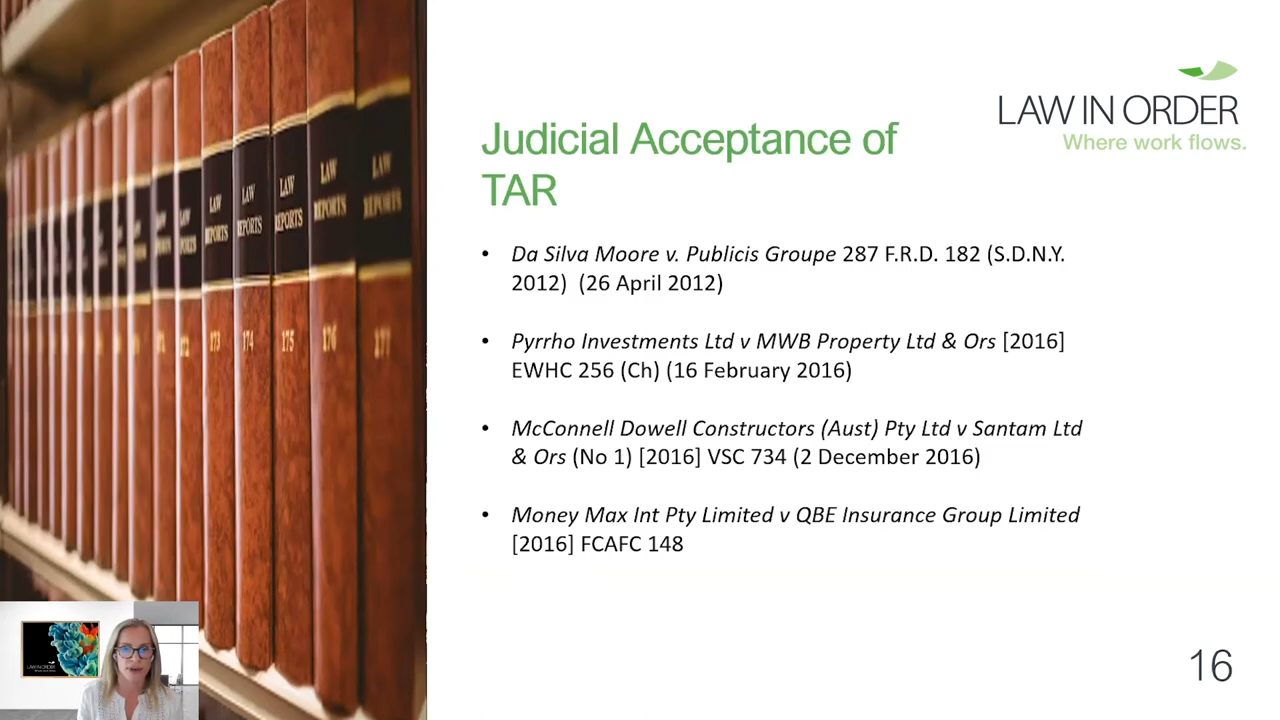 LAW IN ORDER
Where work flows.
Judicial Acceptance of
TAR
• Da Silva Moore v. Publicis Groupe 287 F.R.D. 182 (S.D.N.Y.
2012)  (26 April 2012)
• Pyrrho Investments Ltd v MWB Property Ltd & Ors [2016]
EWHC 256 (Ch) (16 February 2016)
• McConnell Dowell Constructors (Aust) Pty Ltd v Santam Ltd
& Ors (No 1) [2016] VSC 734 (2 December 2016)
• Money Max Int Pty Limited v QBE Insurance Group Limited
[2016] FCAFC 148
16
LAW
REPORTS
173
LAW
REPORTS
174
LAW
REPORTS
175
LAW
REPORTS
176
LAW
REPORTS
177
LAW IN ORDER